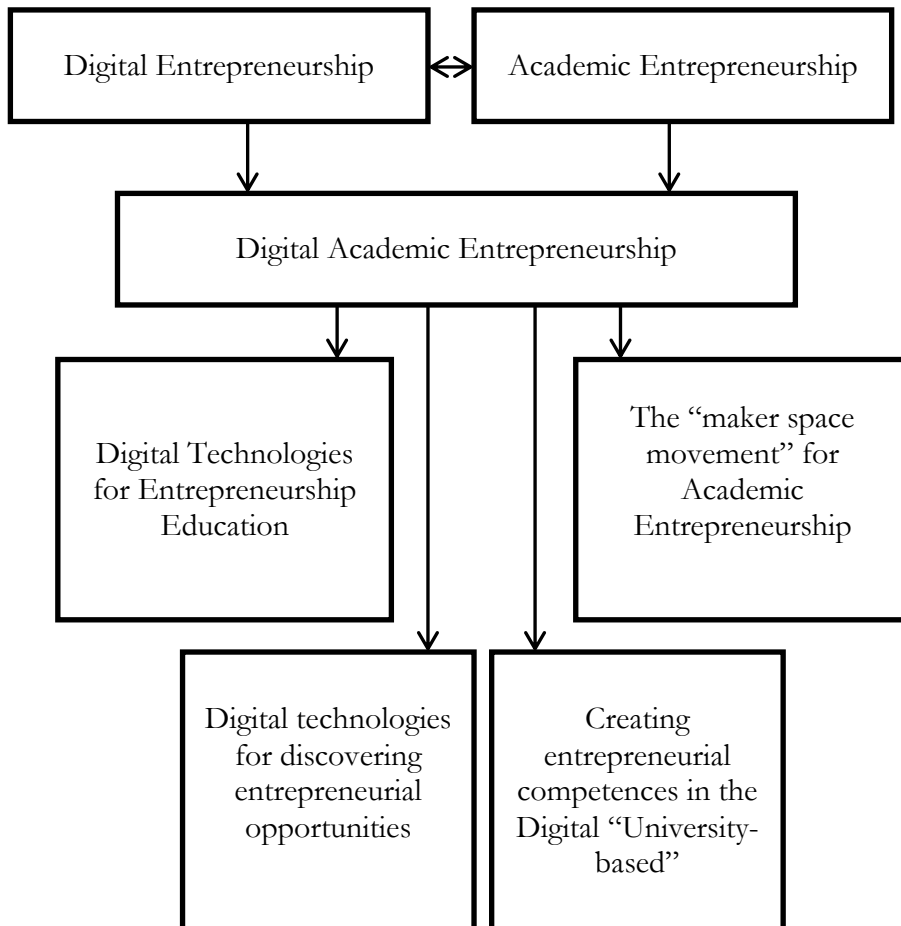 Digital Entrepreneurship
Academic Entrepreneurship
Digital Academic Entrepreneurship
Digital Technologies
for Entrepreneurship
Education
The “maker space
movement” for
Academic
Entrepreneurship
Digital technologies
for discovering
entrepreneurial
opportunities
Creating
entrepreneurial
competences in the
Digital “University-
based”